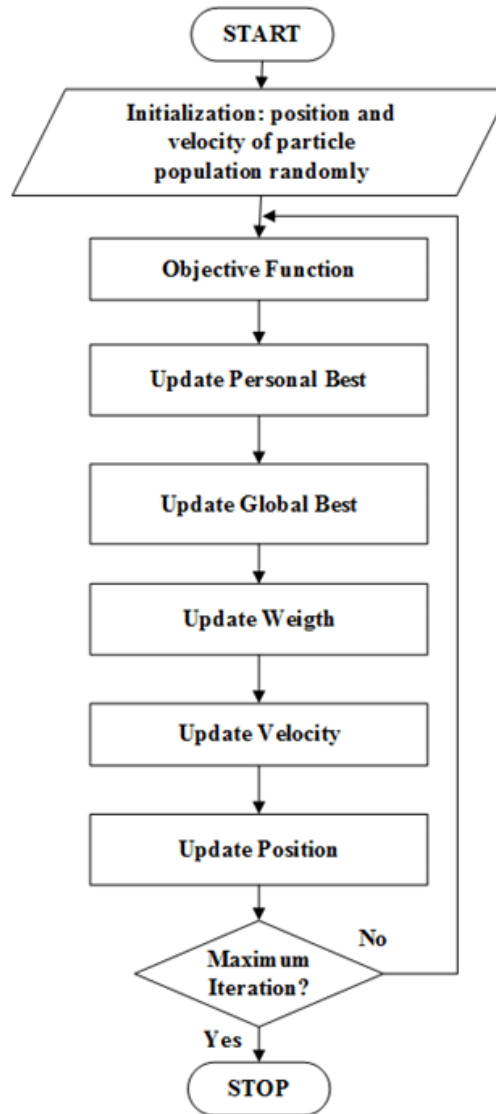 START
Initialization: position and
velocity of particle
population randomly
Objective Function
Update Personal Best
Update Global Best
Update Weigth
Update Velocity
Update Position
No
Maximum
Iteration?
Yes
STOP